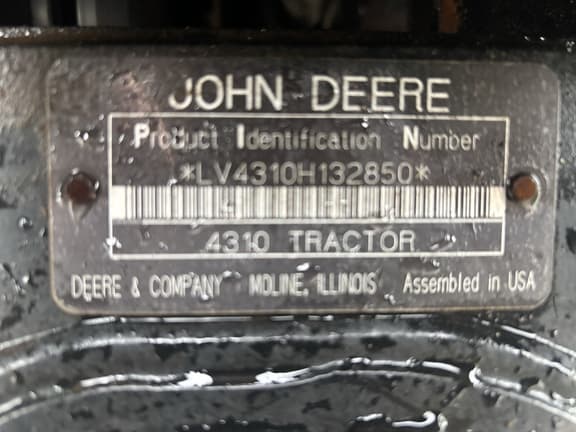 JOHN DEERE
Product Identification Number
*LV4310H132850*
4310 TRACTOR
DEERE & COMPANY MOLINE, ILLINOIS Assembled in USA